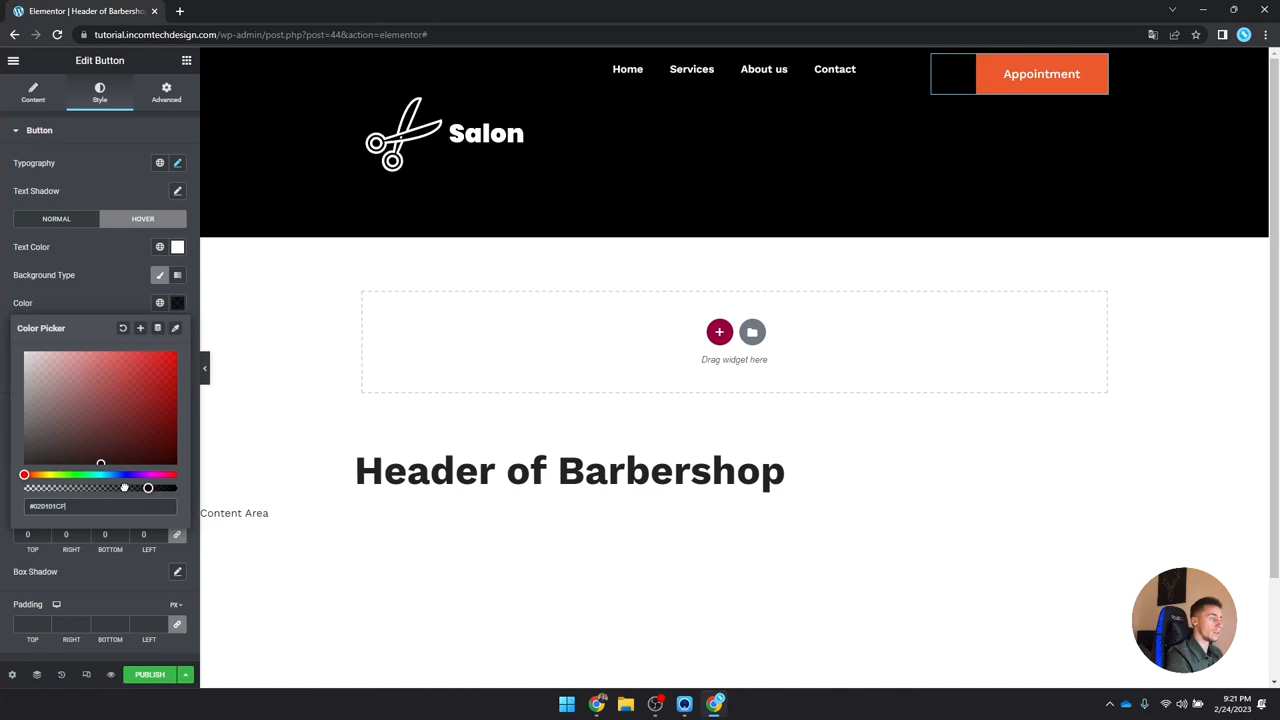 Elementor | Header of Barbersho
tutorial.incomtechdesign.com/wp-admin/post.php?post=44&action=elementor#
Edit Button
Content
Style
Advanced
Button
Typography
Text Shadow
NORMAL
HOVER
Text Color
Background Type
Color
Color Picker
#020101CF
0
0
0
0
TOP
RIGHT
BOTTOM
LEFT
Box Shadow
Padding
PX
TOP
RIGHT
BOTTOM
LEFT
PUBLISH
Home
Services
About us
Contact
Appointment
Salon
Drag widget here
Header of Barbershop
Content Area
9:21 PM
2/24/2023